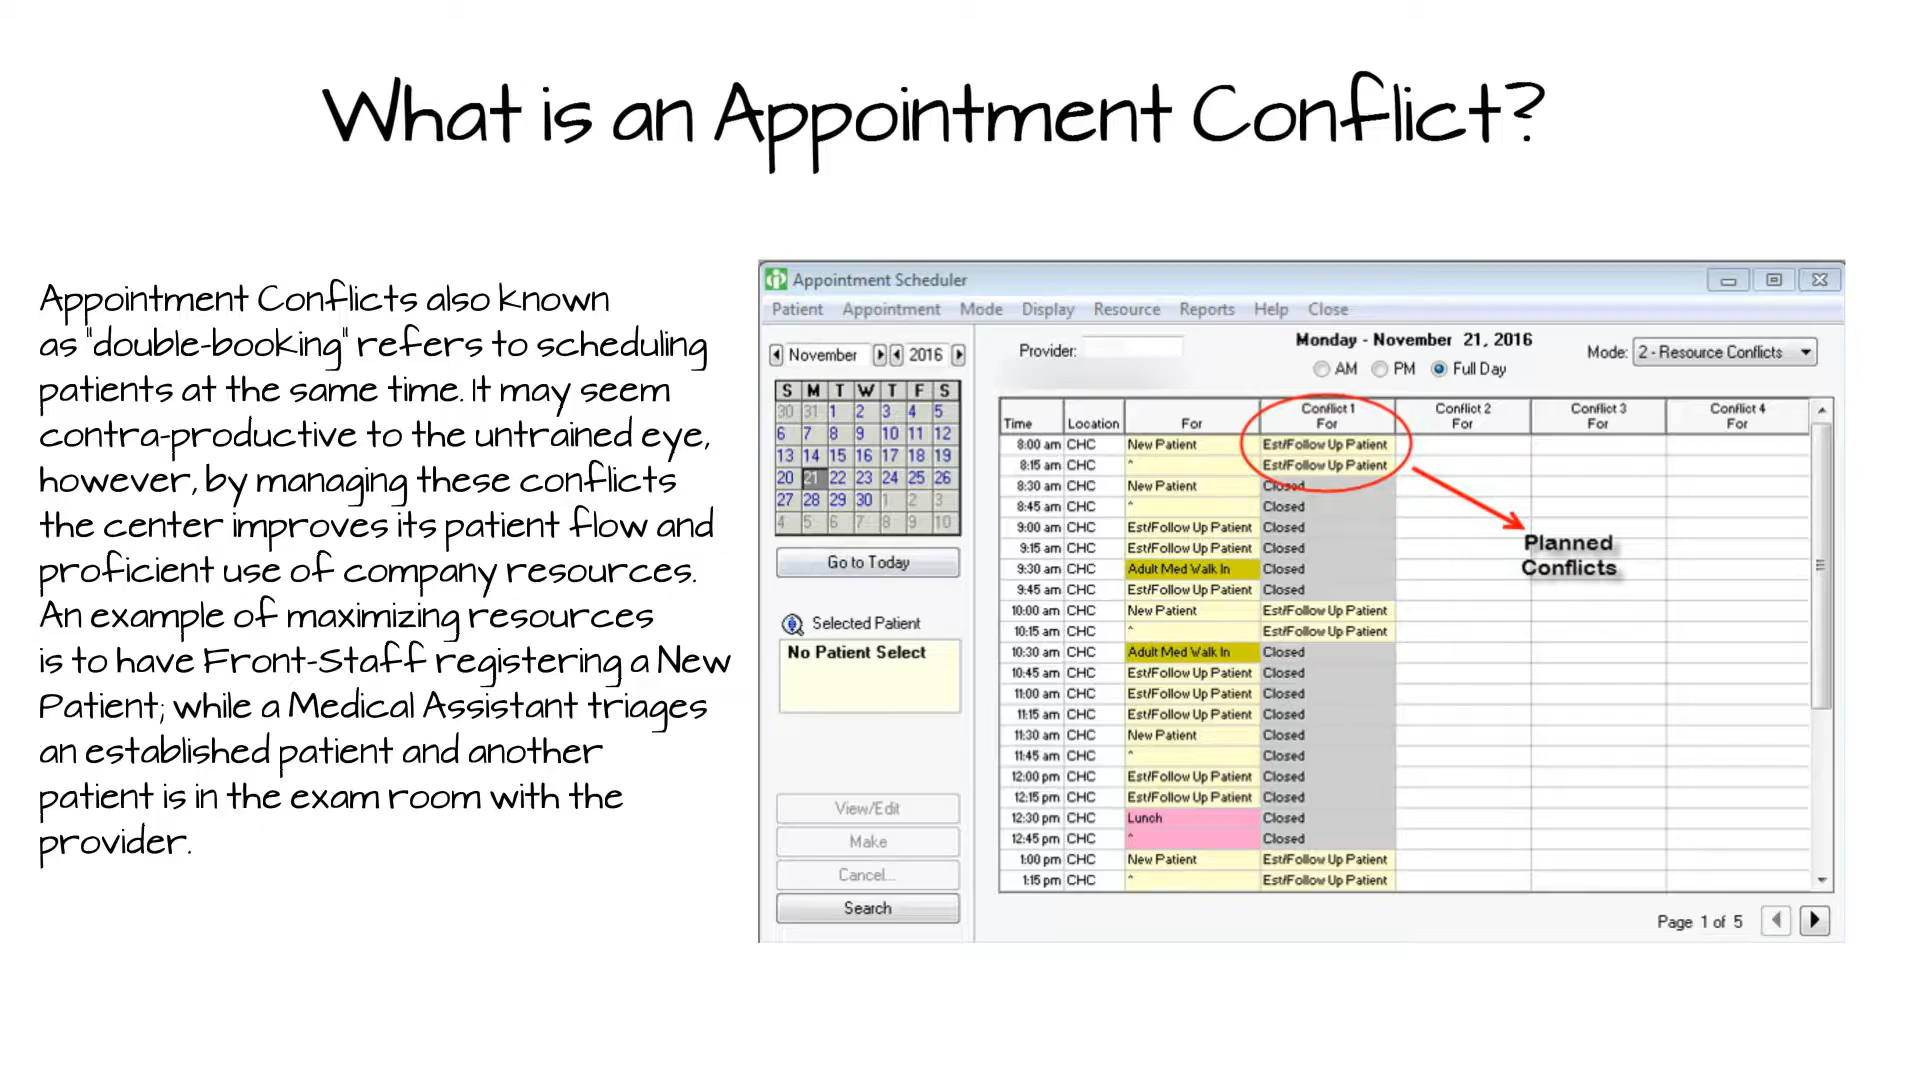 What is an Appointment Conflict?
Appointment Conflicts also known
as "double-booking" refers to scheduling
patients at the same time. It may seem
contra-productive to the untrained eye,
however, by managing these conflicts
the center improves its patient flow and
proficient use of company resources.
An example of maximizing resources
is to have Front-Staff registering a New
Patient; while a Medical Assistant triages
an established patient and another
patient is in the exam room with the
provider.
Appointment Scheduler
Patient Appointment Mode Display Resource Reports Help Close
November 2016
S M T W T F S
30 31 1 2 3 4 5
6 7 8 9 10 11 12
13 14 15 16 17 18 19
20 21 22 23 24 25 26
27 28 29 30 1 2 3
4 5 6 7 8 9 10
Go to Today
Selected Patient
No Patient Select
View/Edit
Make
Cancel...
Search
Provider:
Monday - November 21, 2016
AM PM Full Day
Mode: 2 - Resource Conflicts
Conflict 1 Conflict 2 Conflict 3 Conflict 4
Time Location For For For For For
8:00 am CHC New Patient Est/Follow Up Patient
8:15 am CHC ^ Est/Follow Up Patient
8:30 am CHC New Patient Closed
8:45 am CHC ^ Closed
9:00 am CHC Est/Follow Up Patient Closed
9:15 am CHC Est/Follow Up Patient Closed
9:30 am CHC Adult Med Walk In Closed
9:45 am CHC Est/Follow Up Patient Closed
10:00 am CHC New Patient Est/Follow Up Patient
10:15 am CHC ^ Est/Follow Up Patient
10:30 am CHC Adult Med Walk In Closed
10:45 am CHC Est/Follow Up Patient Closed
11:00 am CHC Est/Follow Up Patient Closed
11:15 am CHC Est/Follow Up Patient Closed
11:30 am CHC New Patient Closed
11:45 am CHC ^ Closed
12:00 pm CHC Est/Follow Up Patient Closed
12:15 pm CHC Est/Follow Up Patient Closed
12:30 pm CHC Lunch Closed
12:45 pm CHC ^ Closed
1:00 pm CHC New Patient Est/Follow Up Patient
1:15 pm CHC ^ Est/Follow Up Patient
Planned
Conflicts
Page 1 of 5